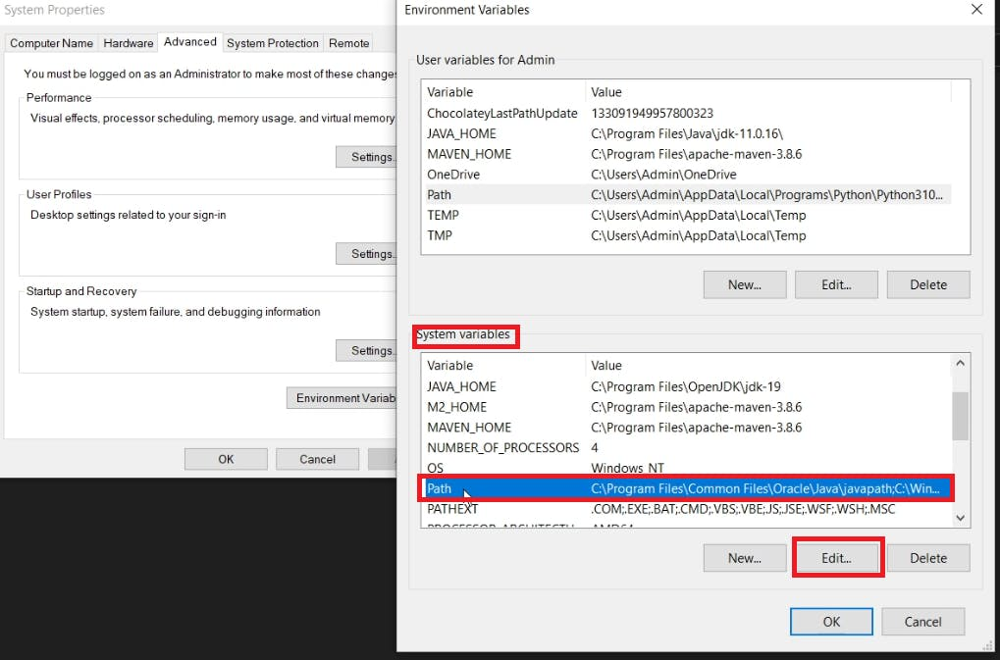 System Properties
Computer Name Hardware Advanced System Protection Remote
You must be logged on as an Administrator to make most of these changes
Performance
Visual effects, processor scheduling, memory usage, and virtual memory
Settings..
User Profiles
Desktop settings related to your sign-in
Settings..
Startup and Recovery
System startup, system failure, and debugging information
Settings..
Environment Variab
OK Cancel
Environment Variables
User variables for Admin
Variable Value
ChocolateyLastPathUpdate 133091949957800323
JAVA_HOME C:\Program Files\Java\jdk-11.0.16\
MAVEN_HOME C:\Program Files\apache-maven-3.8.6
OneDrive C:\Users\Admin\OneDrive
Path C:\Users\Admin\AppData\Local\Programs\Python\Python310...
TEMP C:\Users\Admin\AppData\Local\Temp
TMP C:\Users\Admin\AppData\Local\Temp
New... Edit... Delete
System variables
Variable Value
JAVA_HOME C:\Program Files\OpenJDK\jdk-19
M2_HOME C:\Program Files\apache-maven-3.8.6
MAVEN_HOME C:\Program Files\apache-maven-3.8.6
NUMBER_OF_PROCESSORS 4
OS Windows_NT
Path C:\Program Files\Common Files\Oracle\Java\javapath;C:\Win...
PATHEXT .COM;.EXE;.BAT;.CMD;.VBS;.VBE;.JS;.JSE;.WSF;.WSH;.MSC
New... Edit... Delete
OK Cancel